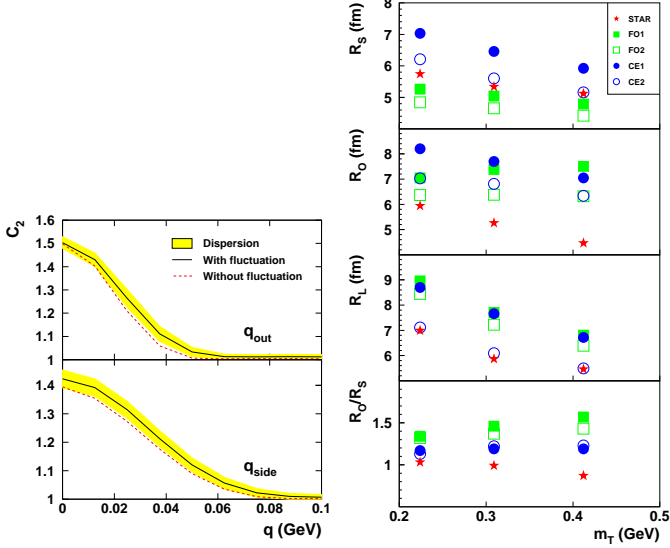 C2
1.6
1.5
1.4
1.3
1.2
1.1
1
Dispersion
With fluctuation
Without fluctuation
qout
1.4
1.3
1.2
1.1
1
qside
0
0.02
0.04
0.06
0.08
0.1
q (GeV)
RS (fm)
8
7
6
5
STAR
FO1
FO2
CE1
CE2
RO (fm)
8
7
6
5
RL (fm)
9
8
7
6
RO/RS
1.5
1
0.2
0.3
0.4
0.5
mT (GeV)